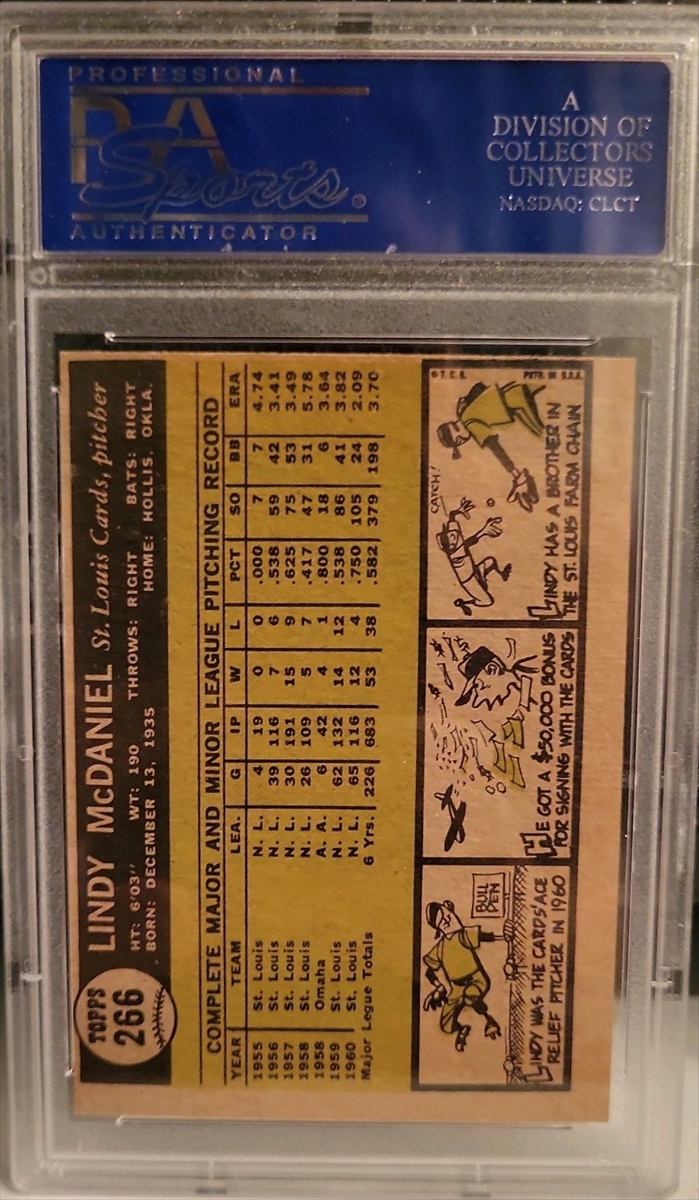 PROFESSIONAL
PSA
Sports®
AUTHENTICATOR
A
DIVISION OF
COLLECTORS
UNIVERSE
NASDAQ: CLCT
TOPPS
266
LINDY McDANIEL St. Louis Cards, pitcher
HT: 6'03" WT: 190 THROWS: RIGHT BATS: RIGHT
BORN: DECEMBER 13, 1935 HOME: HOLLIS, OKLA.
COMPLETE MAJOR AND MINOR LEAGUE PITCHING RECORD
YEAR TEAM LEA. G IP W L PCT SO BB ERA
1955 St. Louis N. L. 4 19 0 0 .000 7 7 4.74
1956 St. Louis N. L. 39 116 7 6 .538 59 42 3.41
1957 St. Louis N. L. 30 191 15 9 .625 75 53 3.49
1958 St. Louis N. L. 26 109 5 7 .417 47 31 5.78
1958 Omaha A. A. 6 42 4 1 .800 18 6 3.64
1959 St. Louis N. L. 62 132 14 12 .538 86 41 3.82
1960 St. Louis N. L. 65 116 12 4 .750 105 24 2.09
Major Legue Totals 6 Yrs. 226 683 53 38 .582 379 198 3.70
BULL
PEN
LINDY WAS THE CARDS' ACE
RELIEF PITCHER IN 1960
HE GOT A $50,000 BONUS
FOR SIGNING WITH THE CARDS
© T.C.G. PRTD. IN U.S.A.
CATCH!
LINDY HAS A BROTHER IN
THE ST. LOUIS FARM CHAIN